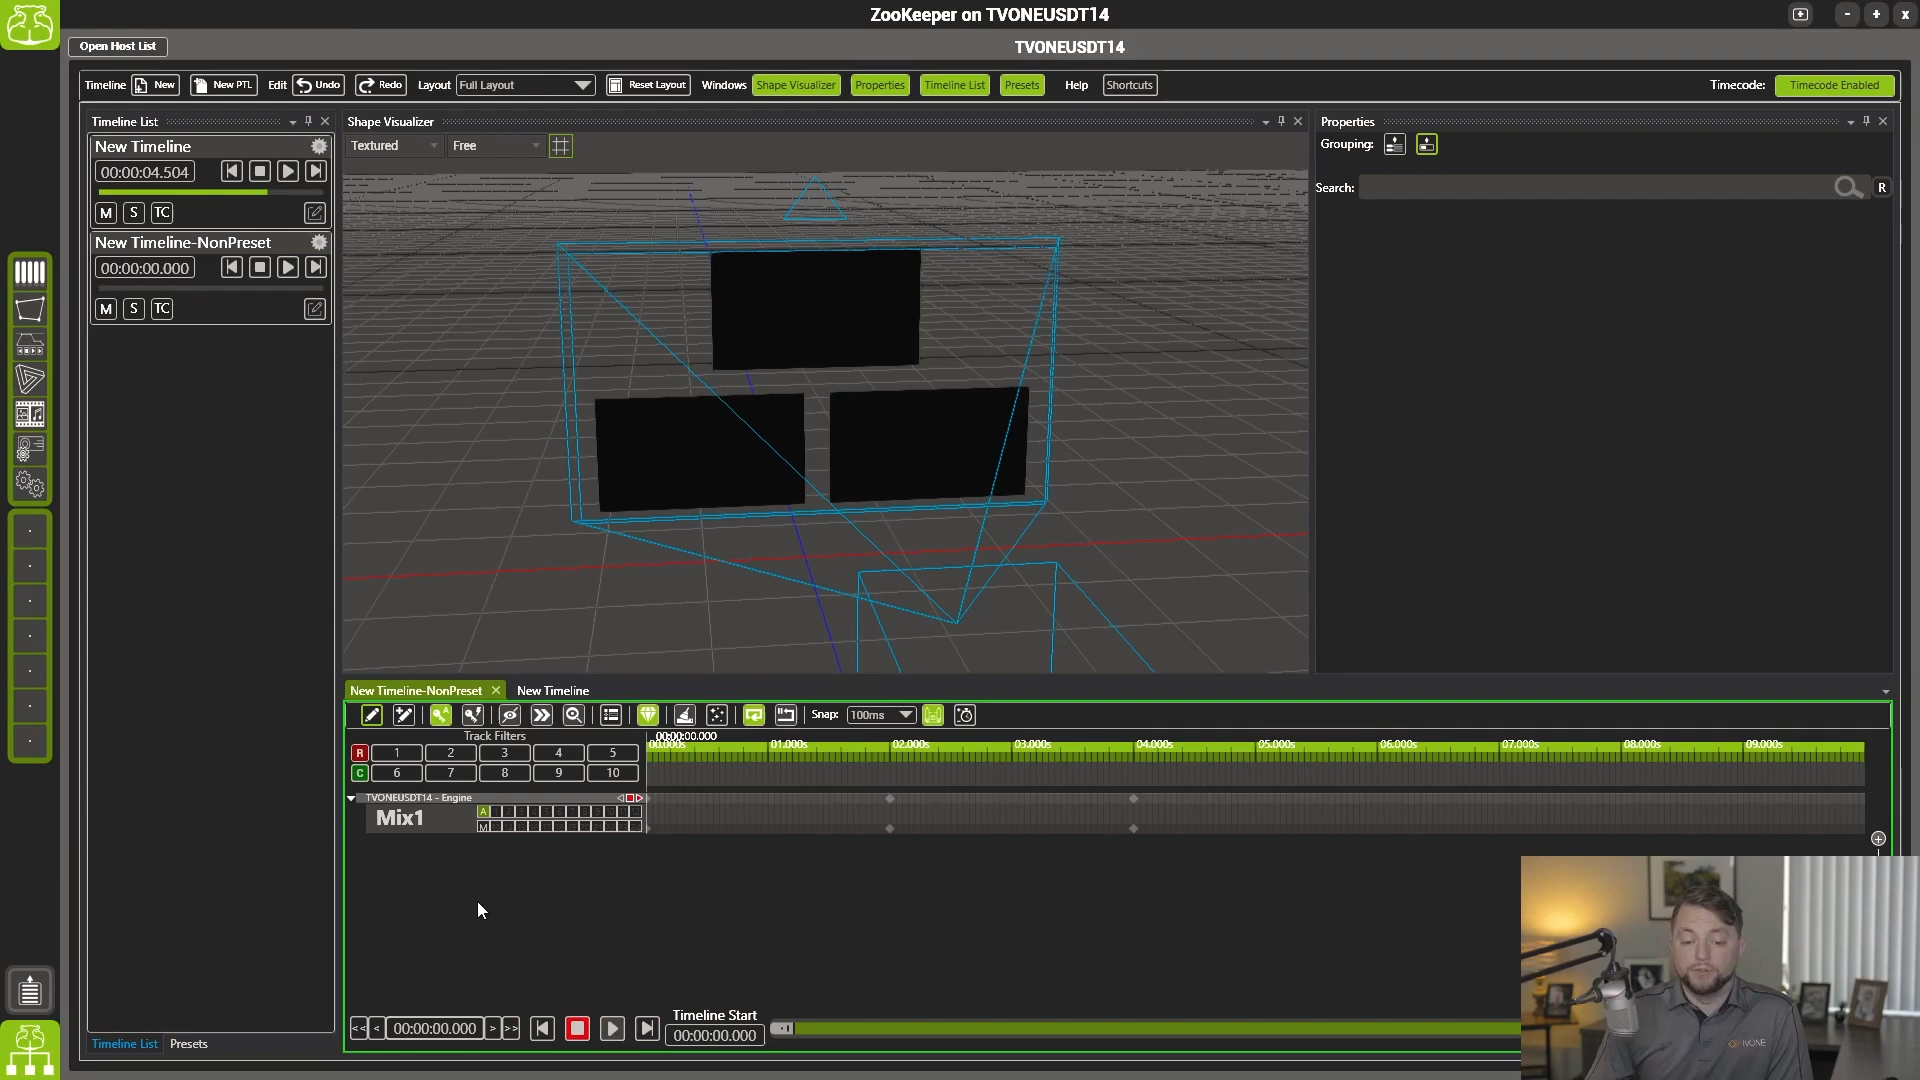 ZooKeeper on TVONEUSDT14
Open Host List
TVONEUSDT14
Timeline New New PTL Edit Undo Redo Layout Full Layout Reset Layout Windows Shape Visualizer Properties Timeline List Presets Help Shortcuts Timecode: Timecode Enabled
Timeline List
Shape Visualizer
Properties
New Timeline
Textured
Free
Grouping:
00:00:04.504
Search:
R
M S TC
New Timeline-NonPreset
00:00:00.000
M S TC
New Timeline-NonPreset
New Timeline
Snap: 100ms
Track Filters
00:00:00.000
00.000s 01.000s 02.000s 03.000s 04.000s 05.000s 06.000s 07.000s 08.000s 09.000s
R 1 2 3 4 5
C 6 7 8 9 10
TVONEUSDT14 - Engine
Mix1
A
M
Timeline Start
<< < 00:00:00.000 > >>
00:00:00.000
Timeline List
Presets
tvONE